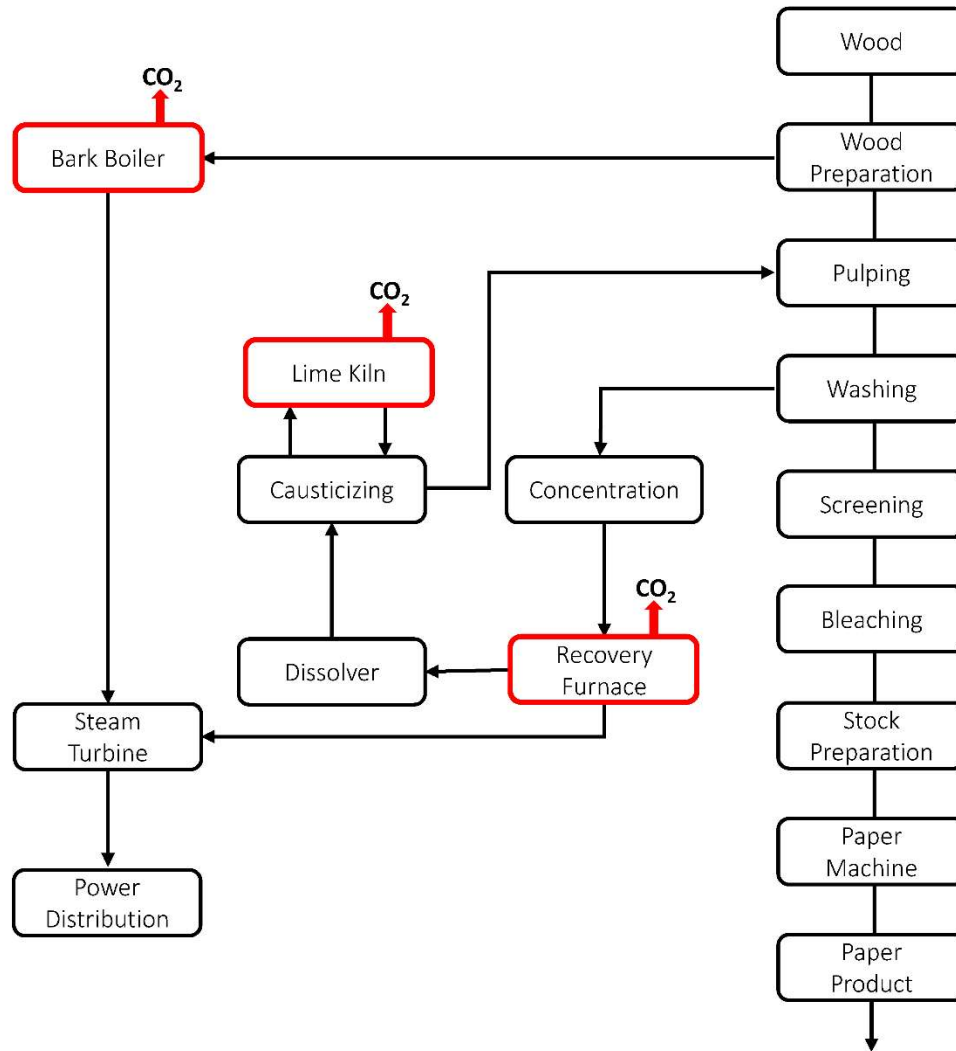 Wood
CO₂
Bark Boiler
Wood
Preparation
Pulping
CO₂
Lime Kiln
Washing
Causticizing
Concentration
Screening
CO₂
Bleaching
Dissolver
Recovery
Furnace
Steam
Turbine
Stock
Preparation
Paper
Machine
Power
Distribution
Paper
Product